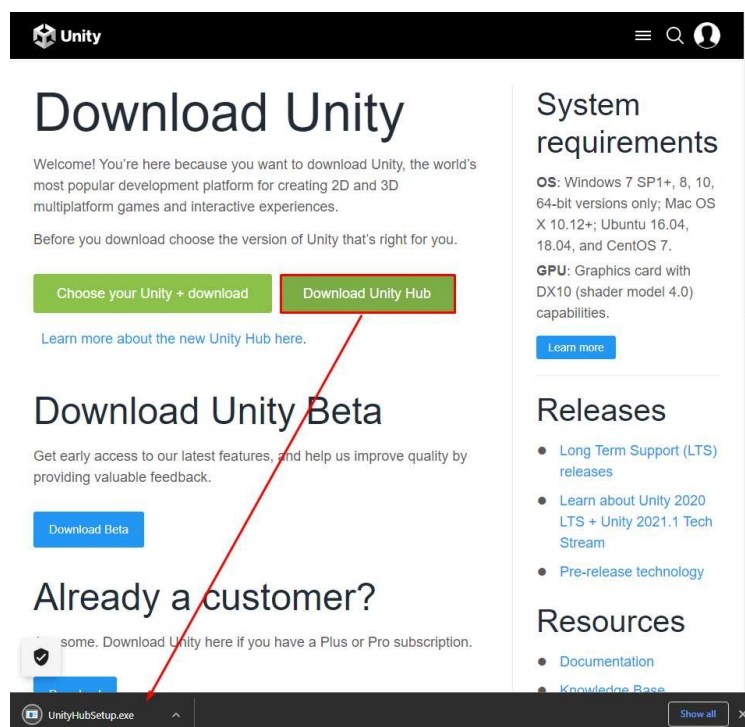 Unity
Download Unity
Welcome! You're here because you want to download Unity, the world's
most popular development platform for creating 2D and 3D
multiplatform games and interactive experiences.
Before you download choose the version of Unity that's right for you.
Choose your Unity + download
Download Unity Hub
Learn more about the new Unity Hub here.
Download Unity Beta
Get early access to our latest features, and help us improve quality by
providing valuable feedback.
Download Beta
Already a customer?
some. Download Unity here if you have a Plus or Pro subscription.
System
requirements
OS: Windows 7 SP1+, 8, 10,
64-bit versions only; Mac OS
X 10.12+; Ubuntu 16.04,
18.04, and CentOS 7.
GPU: Graphics card with
DX10 (shader model 4.0)
capabilities.
Learn more
Releases
Long Term Support (LTS)
releases
Learn about Unity 2020
LTS + Unity 2021.1 Tech
Stream
Pre-release technology
Resources
Documentation
Knowledge Base
UnityHubSetup.exe
Show all